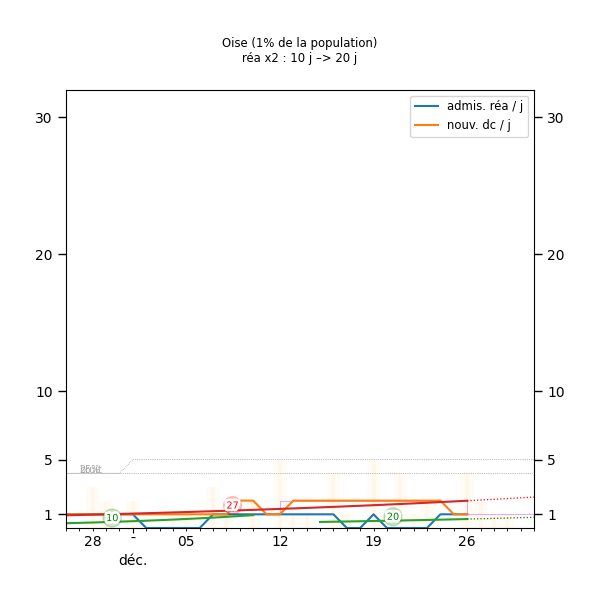 Oise (1% de la population)
réa x2 : 10 j –> 20 j
admis. réa / j
nouv. dc / j
30 30
20 20
10 10
5 5
25%
27
10 20
1 1
28 - 05 12 19 26
déc.